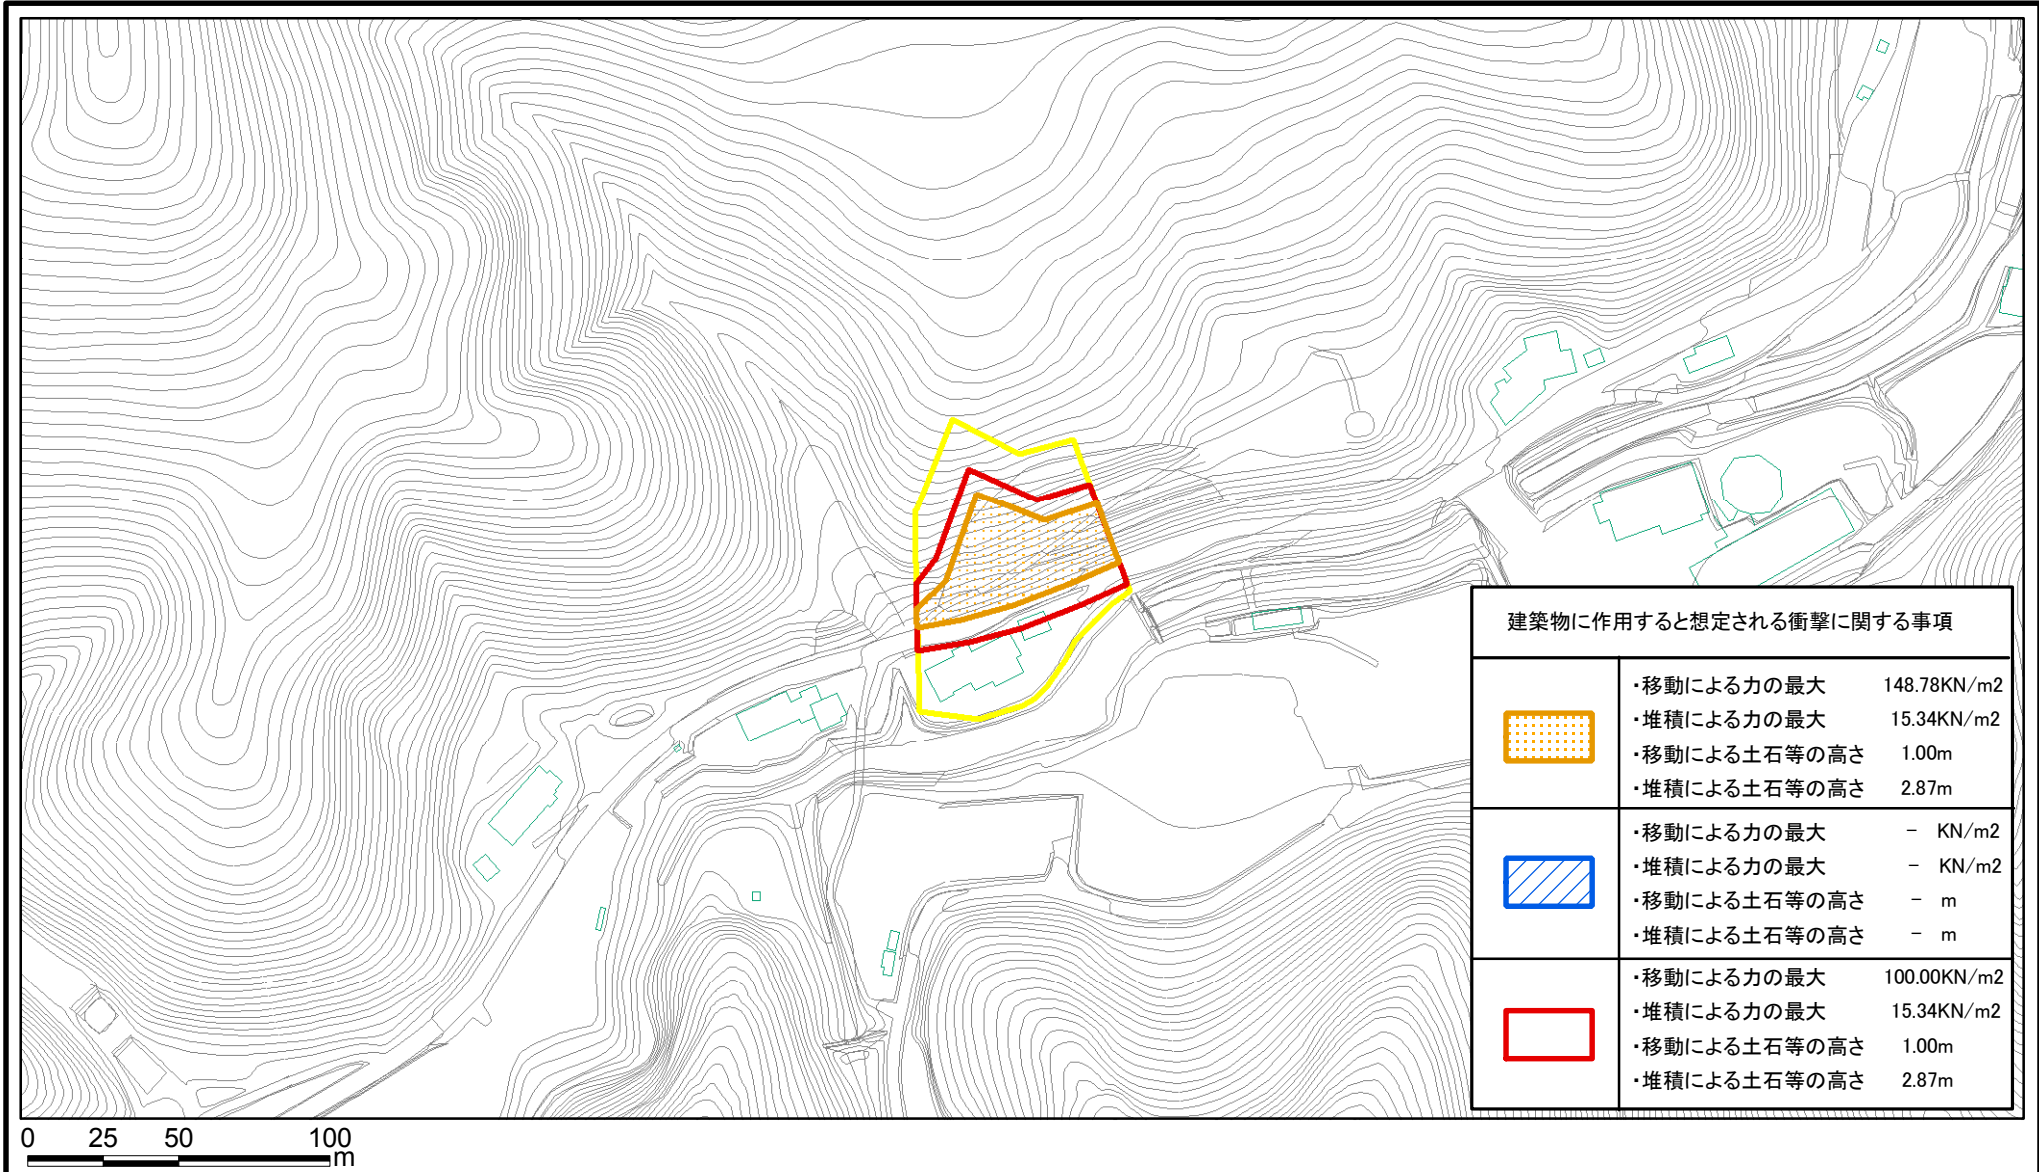 建築物に作用すると想定される衝撃に関する事項
・移動による力の最大 148.78KN/m2
・堆積による力の最大 15.34KN/m2
・移動による土石等の高さ 1.00m
・堆積による土石等の高さ 2.87m
・移動による力の最大 － KN/m2
・堆積による力の最大 － KN/m2
・移動による土石等の高さ － m
・堆積による土石等の高さ － m
・移動による力の最大 100.00KN/m2
・堆積による力の最大 15.34KN/m2
・移動による土石等の高さ 1.00m
・堆積による土石等の高さ 2.87m
0 25 50 100
m